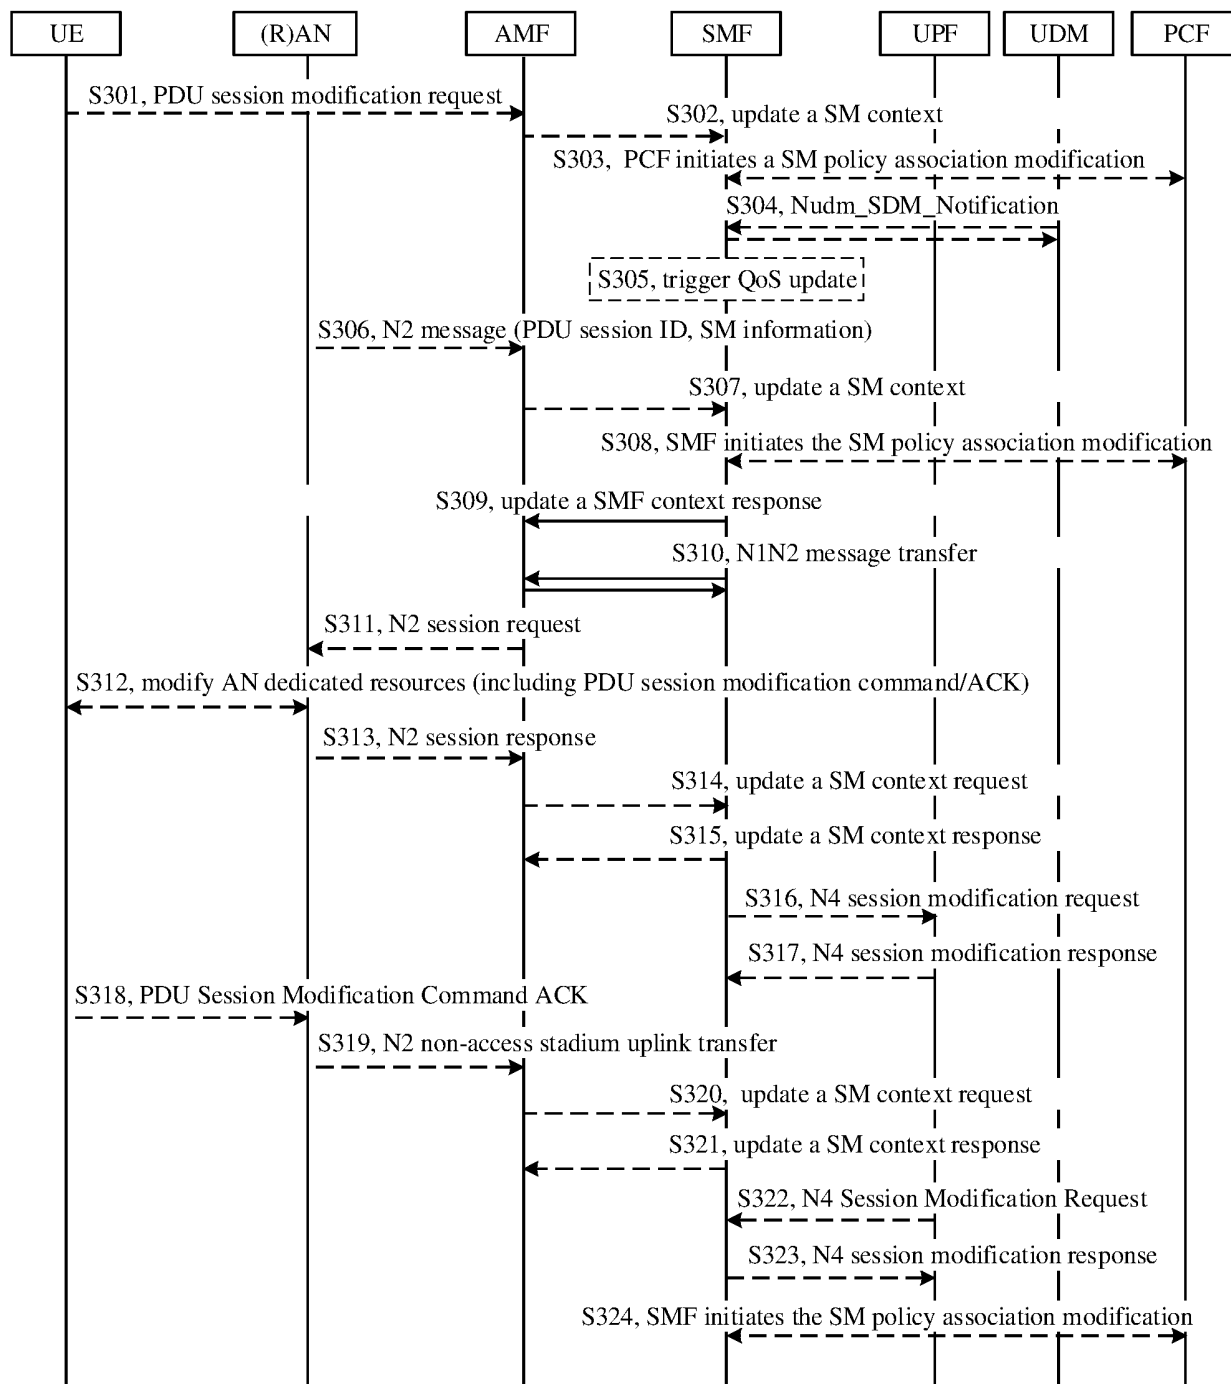 UE
(R)AN
AMF
SMF
UPF
UDM
PCF
S301, PDU session modification request
S302, update a SM context
S303, PCF initiates a SM policy association modification
S304, Nudm_SDM_Notification
S305, trigger QoS update
S306, N2 message (PDU session ID, SM information)
S307, update a SM context
S308, SMF initiates the SM policy association modification
S309, update a SMF context response
S310, N1N2 message transfer
S311, N2 session request
S312, modify AN dedicated resources (including PDU session modification command/ACK)
S313, N2 session response
S314, update a SM context request
S315, update a SM context response
S316, N4 session modification request
S317, N4 session modification response
S318, PDU Session Modification Command ACK
S319, N2 non-access stadium uplink transfer
S320, update a SM context request
S321, update a SM context response
S322, N4 Session Modification Request
S323, N4 session modification response
S324, SMF initiates the SM policy association modification